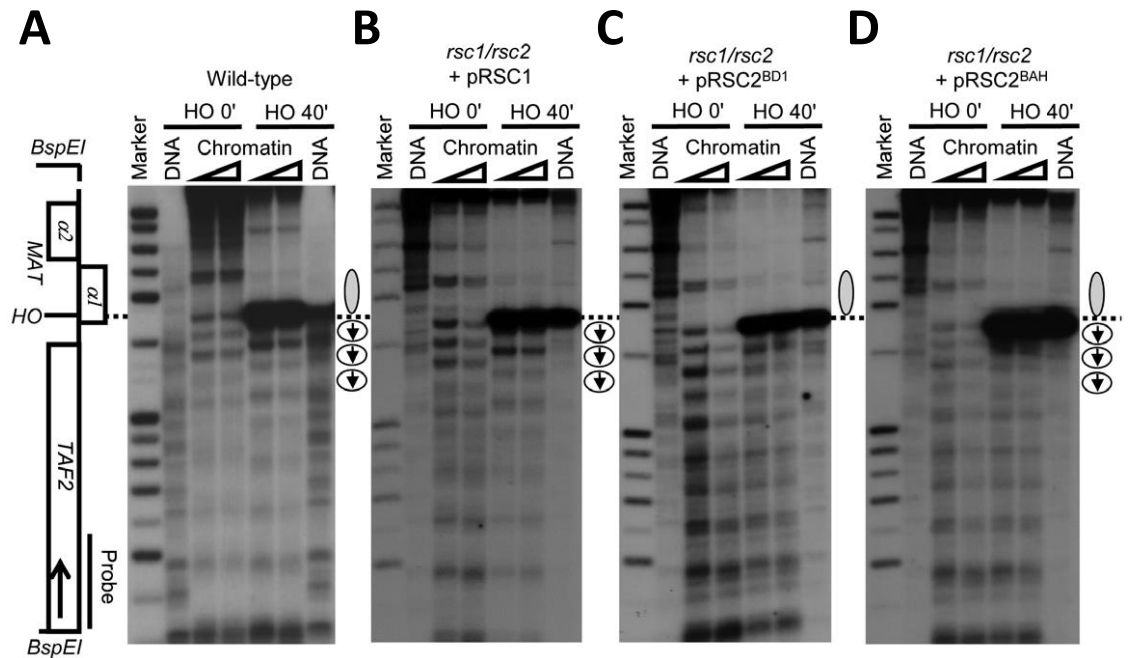 A
B
C
D
Wild-type
HO 0' HO 40'
Marker
DNA
Chromatin
DNA
rsc1/rsc2
+ pRSC1
HO 0' HO 40'
Marker
DNA
Chromatin
DNA
rsc1/rsc2
+ pRSC2BD1
HO 0' HO 40'
Marker
DNA
Chromatin
DNA
rsc1/rsc2
+ pRSC2BAH
HO 0' HO 40'
Marker
DNA
Chromatin
DNA
BspEI
α2
MAT
α1
HO
TAF2
Probe
BspEI